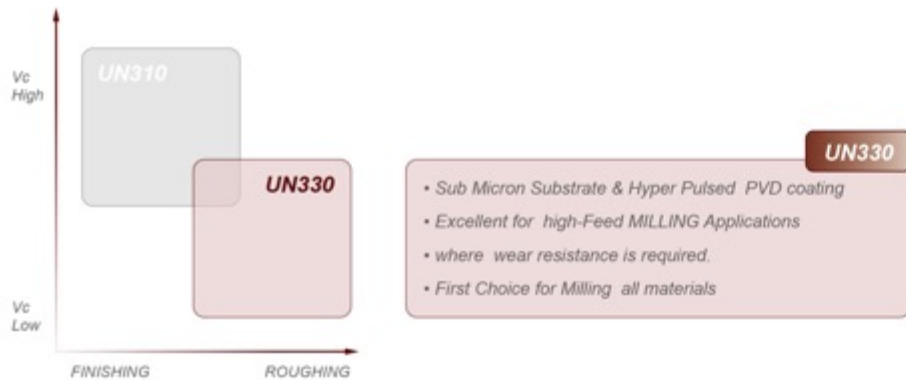 Vc
High
UN310
UN330
Vc
Low
FINISHING
ROUGHING
UN330
• Sub Micron Substrate & Hyper Pulsed PVD coating
• Excellent for high-Feed MILLING Applications
• where wear resistance is required.
• First Choice for Milling all materials